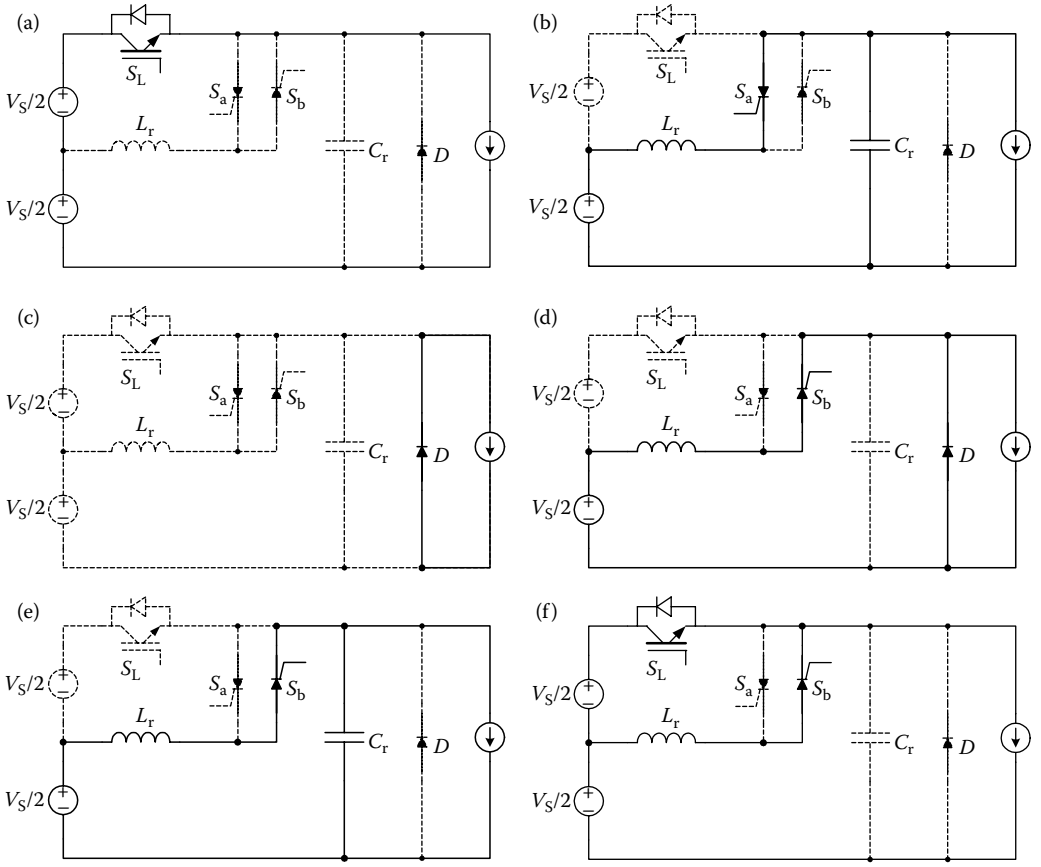 (a)
S_L
V_S/2
S_a
S_b
L_r
C_r
D
V_S/2
(b)
S_L
V_S/2
S_a
S_b
L_r
C_r
D
V_S/2
(c)
S_L
V_S/2
S_a
S_b
L_r
C_r
D
V_S/2
(d)
S_L
V_S/2
S_a
S_b
L_r
C_r
D
V_S/2
(e)
S_L
V_S/2
S_a
S_b
L_r
C_r
D
V_S/2
(f)
S_L
V_S/2
S_a
S_b
L_r
C_r
D
V_S/2